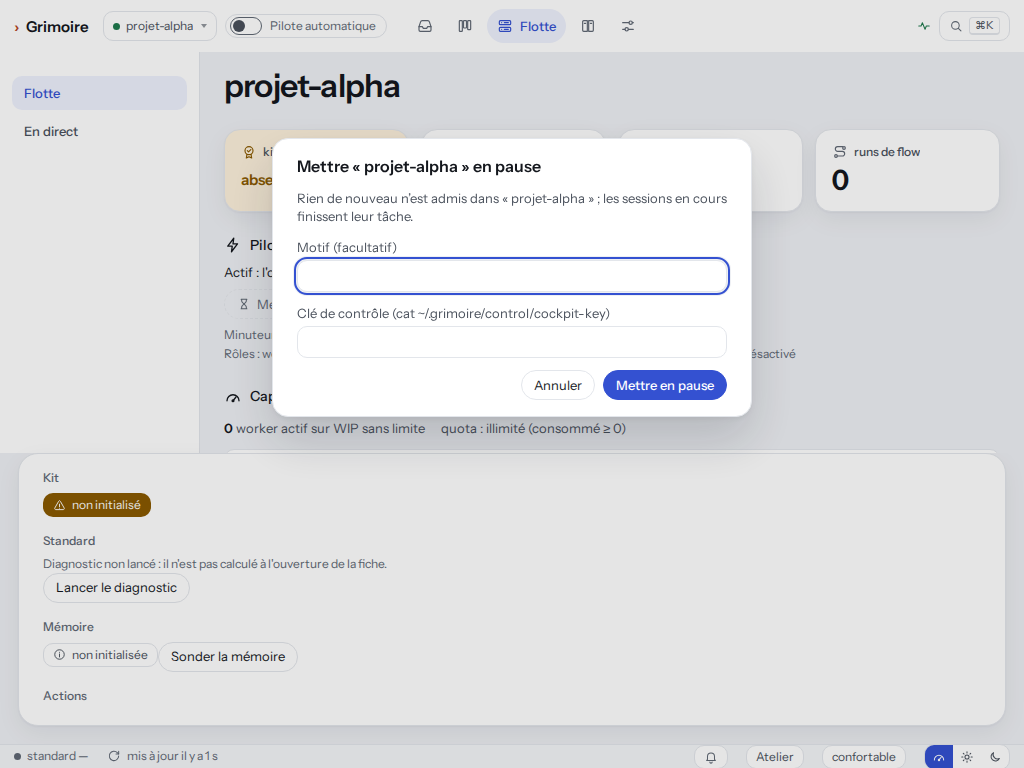 Grimoire
projet-alpha
Pilote automatique
Flotte
⌘K
Flotte
En direct
projet-alpha
runs de flow
0
Mettre « projet-alpha » en pause
Rien de nouveau n'est admis dans « projet-alpha » ; les sessions en cours
finissent leur tâche.
Motif (facultatif)
Clé de contrôle (cat ~/.grimoire/control/cockpit-key)
Annuler
Mettre en pause
Actif :
Rôles :
0 worker actif sur WIP sans limite
quota : illimité (consommé ≥ 0)
Kit
non initialisé
Standard
Diagnostic non lancé : il n'est pas calculé à l'ouverture de la fiche.
Lancer le diagnostic
Mémoire
non initialisée
Sonder la mémoire
Actions
standard —
mis à jour il y a 1 s
Atelier
confortable